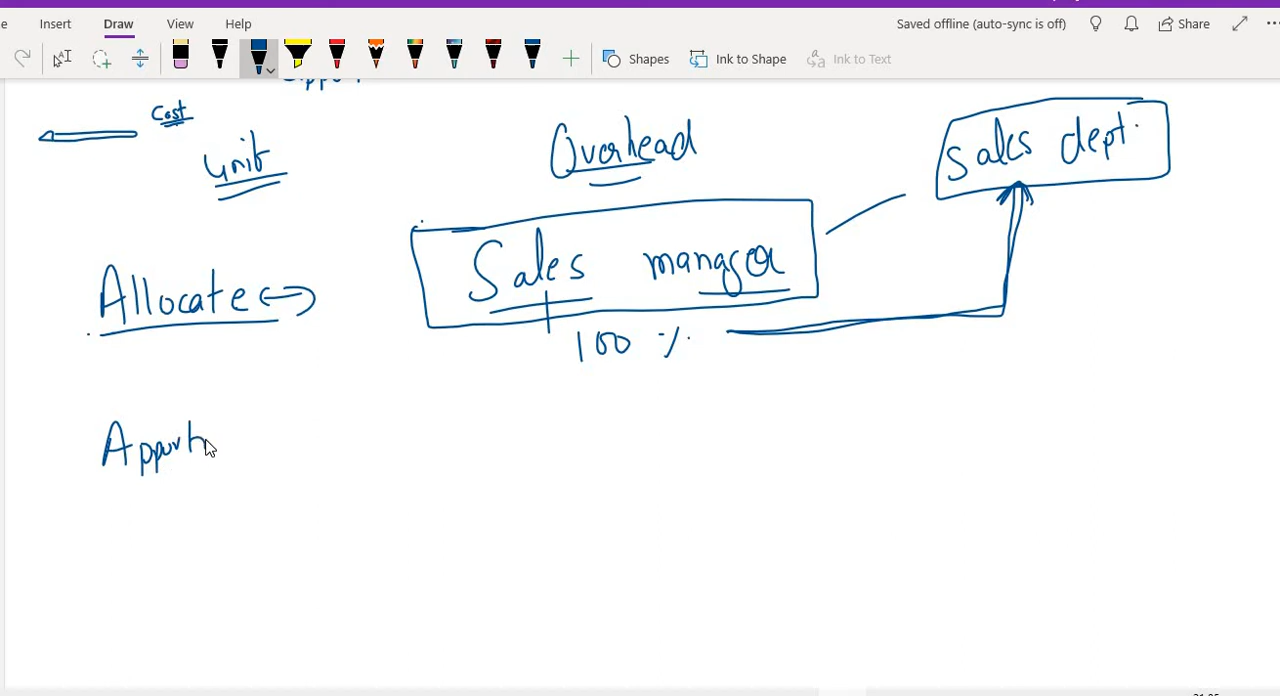 Insert Draw View Help Saved offline (auto-sync is off) Share
Shapes Ink to Shape Ink to Text
Cost
unit Overhead Sales dept.
Allocate Sales manager
100 %
Apport